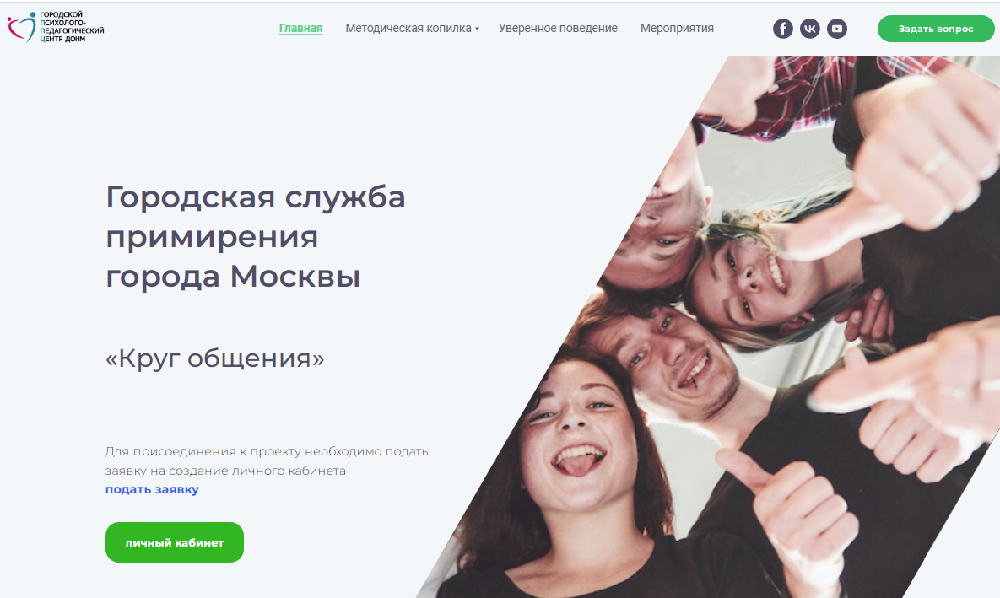 ГОРОДСКОЙ
ПСИХОЛОГО-
ПЕДАГОГИЧЕСКИЙ
ЦЕНТР ДОНМ
Главная
Методическая копилка
Уверенное поведение
Мероприятия
Задать вопрос
Городская служба
примирения
города Москвы
«Круг общения»
Для присоединения к проекту необходимо подать
заявку на создание личного кабинета
подать заявку
личный кабинет